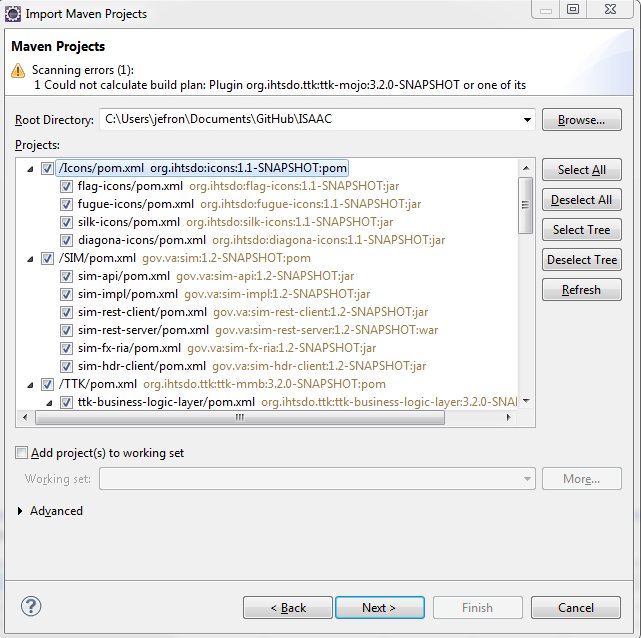 Import Maven Projects
Maven Projects
Scanning errors (1):
1 Could not calculate build plan: Plugin org.ihtsdo.ttk:ttk-mojo:3.2.0-SNAPSHOT or one of its
Root Directory: C:\Users\jefron\Documents\GitHub\ISAAC Browse...
Projects:
/Icons/pom.xml org.ihtsdo:icons:1.1-SNAPSHOT:pom Select All
flag-icons/pom.xml org.ihtsdo:flag-icons:1.1-SNAPSHOT:jar
fugue-icons/pom.xml org.ihtsdo:fugue-icons:1.1-SNAPSHOT:jar Deselect All
silk-icons/pom.xml org.ihtsdo:silk-icons:1.1-SNAPSHOT:jar Select Tree
diagona-icons/pom.xml org.ihtsdo:diagona-icons:1.1-SNAPSHOT:jar
/SIM/pom.xml gov.va:sim:1.2-SNAPSHOT:pom Deselect Tree
sim-api/pom.xml gov.va:sim-api:1.2-SNAPSHOT:jar
sim-impl/pom.xml gov.va:sim-impl:1.2-SNAPSHOT:jar Refresh
sim-rest-client/pom.xml gov.va:sim-rest-client:1.2-SNAPSHOT:jar
sim-rest-server/pom.xml gov.va:sim-rest-server:1.2-SNAPSHOT:war
sim-fx-ria/pom.xml gov.va:sim-fx-ria:1.2-SNAPSHOT:jar
sim-hdr-client/pom.xml gov.va:sim-hdr-client:1.2-SNAPSHOT:jar
/TTK/pom.xml org.ihtsdo.ttk:ttk-mmb:3.2.0-SNAPSHOT:pom
ttk-business-logic-layer/pom.xml org.ihtsdo.ttk:ttk-business-logic-layer:3.2.0-SNAI
Add project(s) to working set
Working set: More...
Advanced
? < Back Next > Finish Cancel